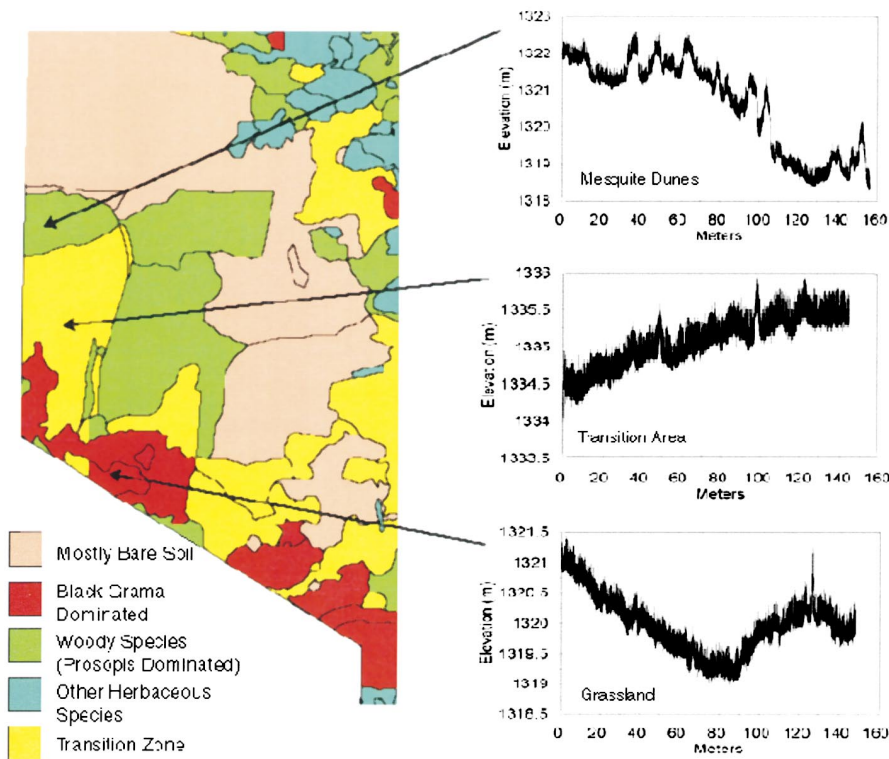 1323
1322
1321
1320
1319
1318
Elevation (m)
Mesquite Dunes
0 20 40 60 80 100 120 140 160
Meters
1333
1335.5
1335
1334.5
1334
1333.5
Elevation (m)
Transition Area
0 20 40 60 80 100 120 140 160
Meters
1321.5
1321
1320.5
1320
1319.5
1319
1316.5
Elevation (m)
Grassland
0 20 40 60 80 100 120 140 160
Meters
Mostly Bare Soil
Black Grama
Dominated
Woody Species
(Prosopis Dominated)
Other Herbaceous
Species
Transition Zone